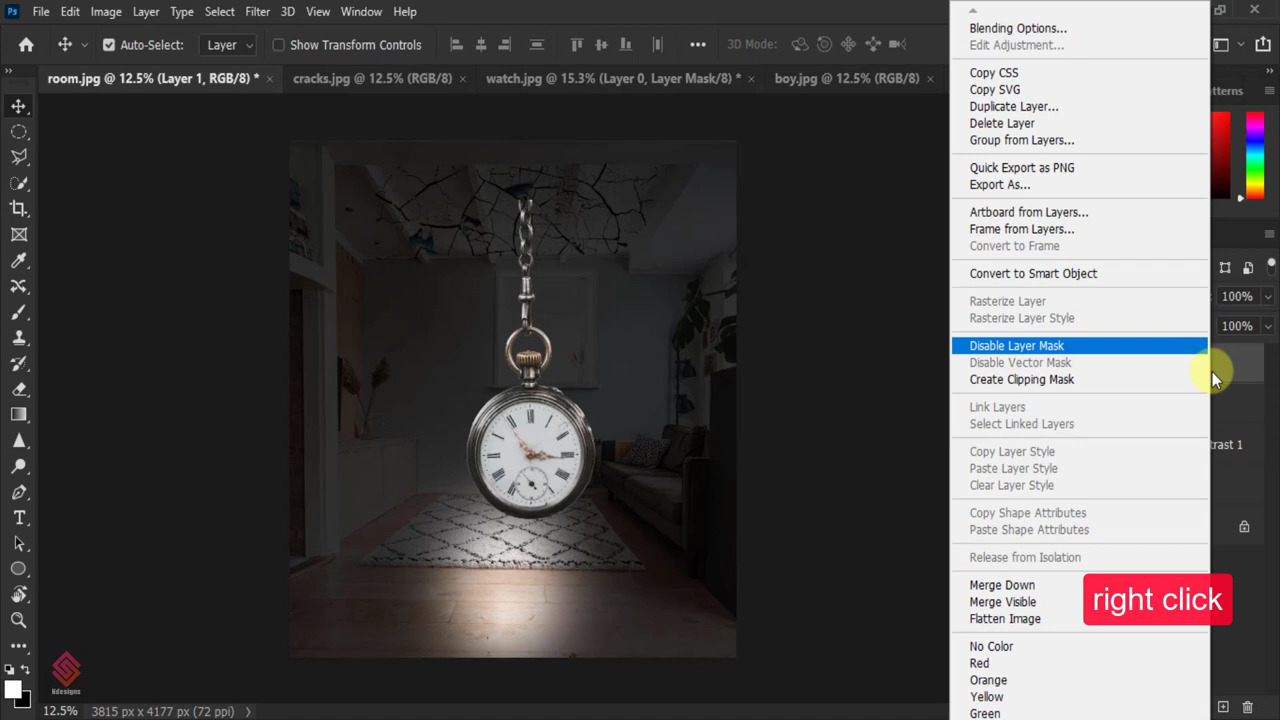 Ps File Edit Image Layer Type Select Filter 3D View Window Help
Auto-Select: Layer Show Transform Controls 3D Mode:
room.jpg @ 12.5% (Layer 1, RGB/8) * × cracks.jpg @ 12.5% (RGB/8) × watch.jpg @ 15.3% (Layer 0, Layer Mask/8) * × boy.jpg @ 12.5% (RGB/8) ×
Blending Options...
Edit Adjustment...
Copy CSS
Copy SVG
Duplicate Layer...
Delete Layer
Group from Layers...
Quick Export as PNG
Export As...
Artboard from Layers...
Frame from Layers...
Convert to Frame
Convert to Smart Object
Rasterize Layer
Rasterize Layer Style
Disable Layer Mask
Disable Vector Mask
Create Clipping Mask
Link Layers
Select Linked Layers
Copy Layer Style
Paste Layer Style
Clear Layer Style
Copy Shape Attributes
Paste Shape Attributes
Release from Isolation
Merge Down
Merge Visible
Flatten Image
No Color
Red
Orange
Yellow
Green
right click
tterns
100%
100%
trast 1
Kdesigns
12.5% 3815 px x 4177 px (72 ppi)